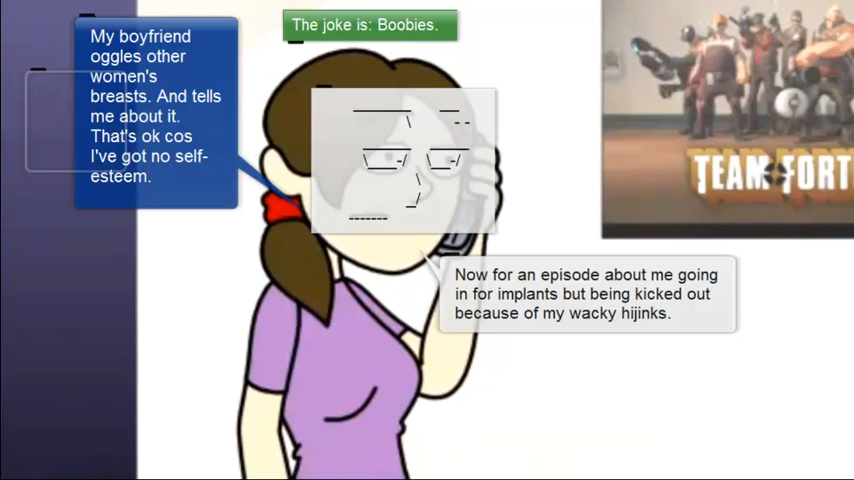 The joke is: Boobies.
My boyfriend
oggles other
women's
breasts. And tells
me about it.
That's ok cos
I've got no self-
esteem.
Now for an episode about me going
in for implants but being kicked out
because of my wacky hijinks.
TEAM FORT